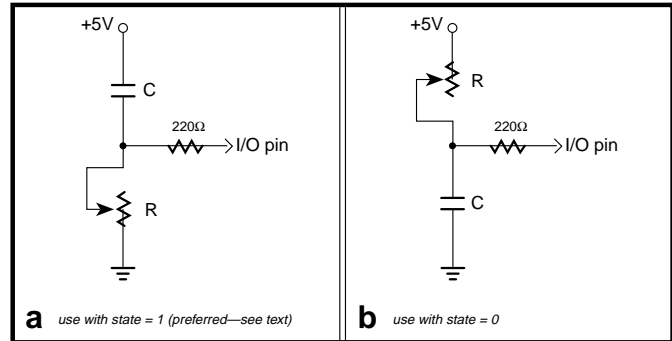 +5V
C
220Ω
I/O pin
R
a use with state = 1 (preferred—see text)
+5V
R
220Ω
I/O pin
C
b use with state = 0